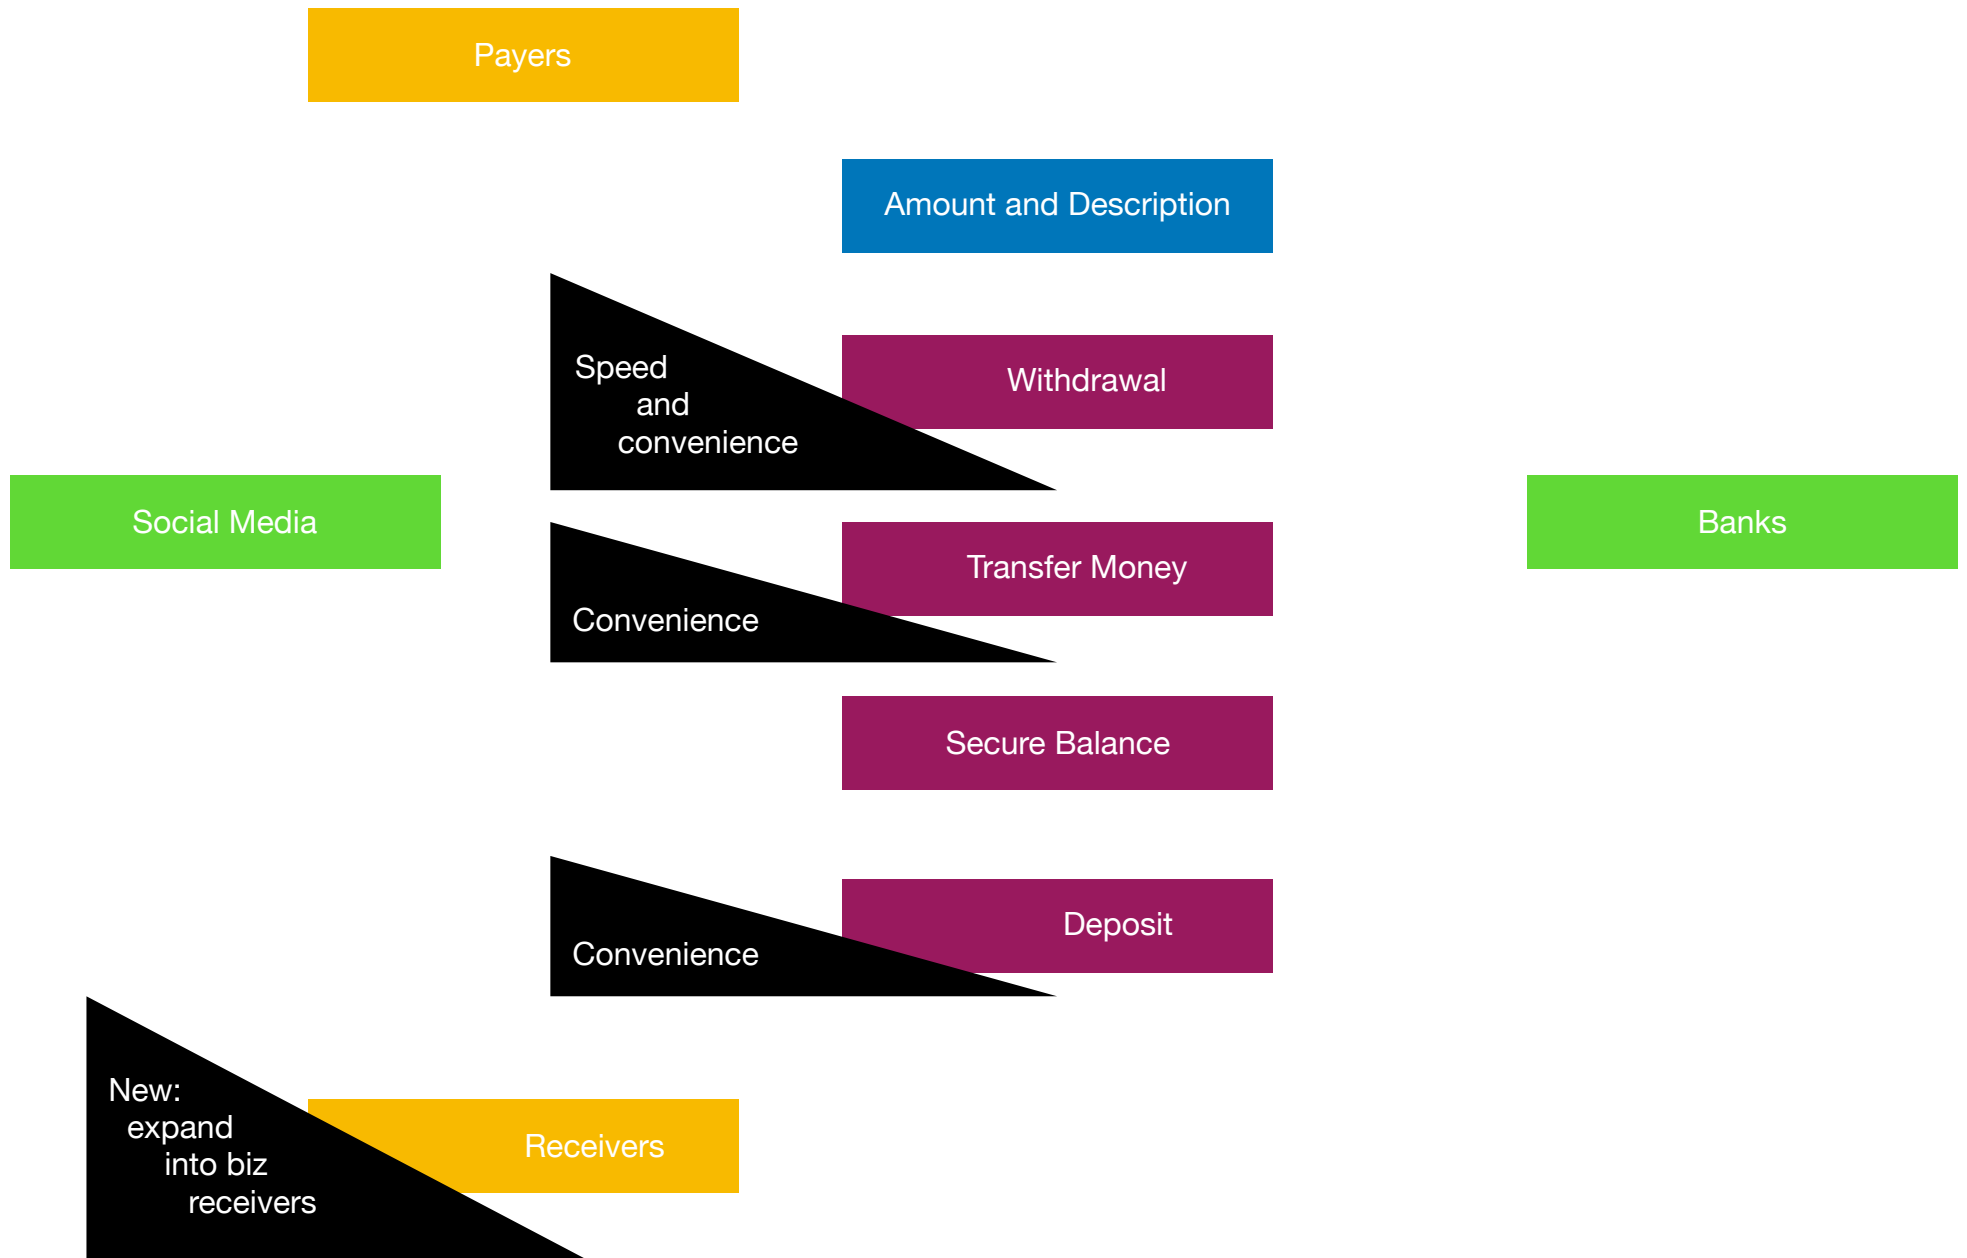 Payers
Amount and Description
Speed
and
convenience
Withdrawal
Social Media
Transfer Money
Convenience
Banks
Secure Balance
Convenience
Deposit
New:
expand
into biz
receivers
Receivers